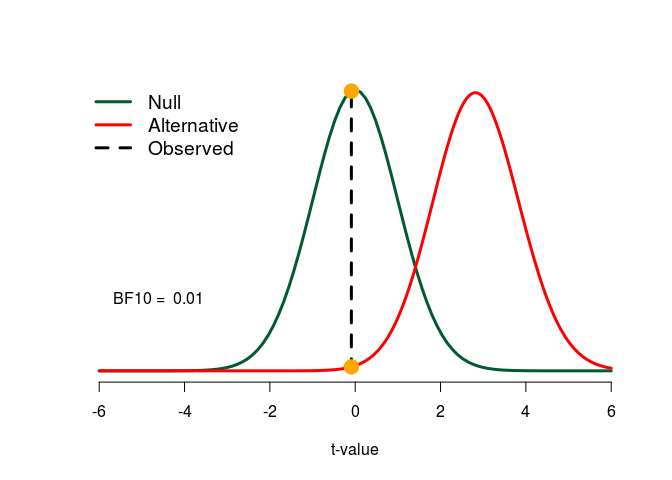 Null
Alternative
Observed
BF10 = 0.01
-6 -4 -2 0 2 4 6
t-value